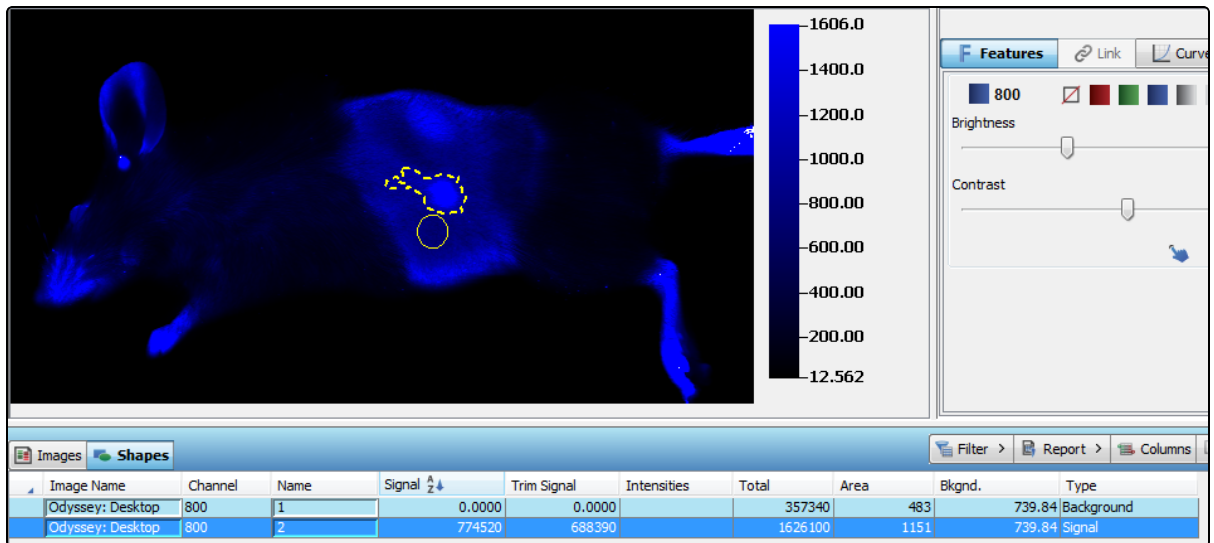 1606.0
1400.0
1200.0
1000.0
800.00
600.00
400.00
200.00
12.562
F Features Link Curve
800
Brightness
Contrast
Images Shapes Filter > Report > Columns
Image Name Channel Name Signal A Z Trim Signal Intensities Total Area Bkgnd. Type
Odyssey: Desktop 800 1 0.0000 0.0000 357340 483 739.84 Background
Odyssey: Desktop 800 2 774520 688390 1626100 1151 739.84 Signal